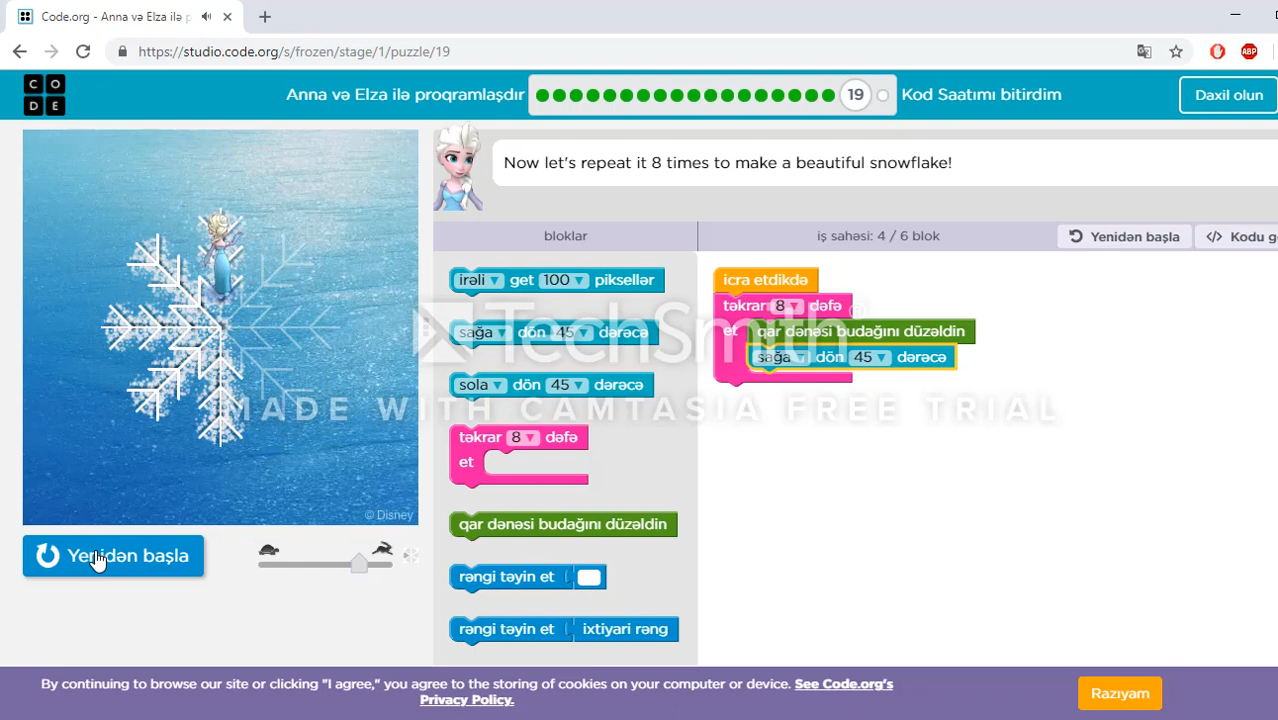 Code.org - Anna və Elza ilə p
https://studio.code.org/s/frozen/stage/1/puzzle/19
C O
D E
Anna və Elza ilə proqramlaşdır
19
Kod Saatımı bitirdim
Daxil olun
Now let's repeat it 8 times to make a beautiful snowflake!
bloklar
iş sahəsi: 4 / 6 blok
Yenidən başla
</> Kodu g
irəli get 100 piksellər
sağa dön 45 dərəcə
sola dön 45 dərəcə
təkrar 8 dəfə
et
qar dənəsi budağını düzəldin
rəngi təyin et
rəngi təyin et ixtiyari rəng
icra etdikdə
təkrar 8 dəfə
et qar dənəsi budağını düzəldin
sağa dön 45 dərəcə
TechSmith
MADE WITH CAMTASIA FREE TRIAL
© Disney
Yenidən başla
By continuing to browse our site or clicking "I agree," you agree to the storing of cookies on your computer or device. See Code.org's
Privacy Policy.
Razıyam
ABP